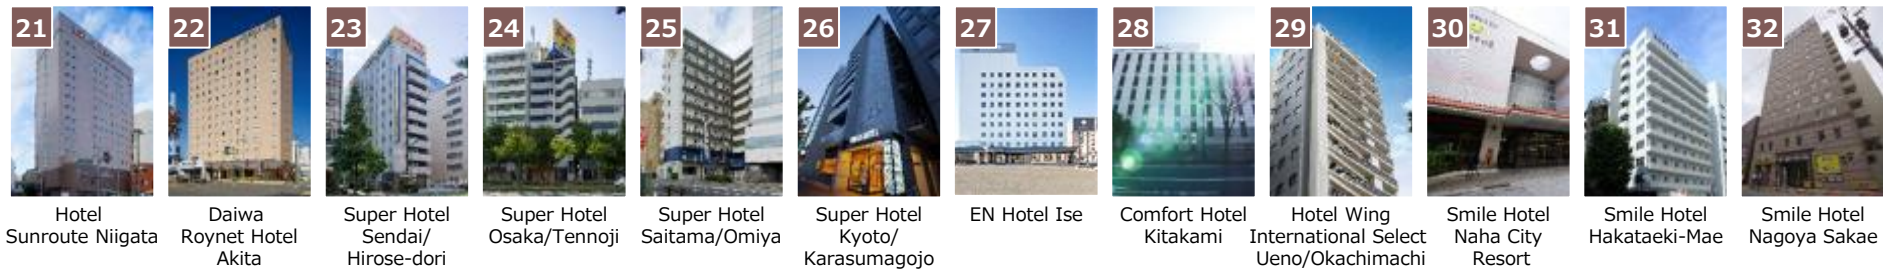 21
Hotel
Sunroute Niigata
22
Daiwa
Roynet Hotel
Akita
23
Super Hotel
Sendai/
Hirose-dori
24
Super Hotel
Osaka/Tennoji
25
Super Hotel
Saitama/Omiya
26
Super Hotel
Kyoto/
Karasumagojo
27
EN Hotel Ise
28
Comfort Hotel
Kitakami
29
Hotel Wing
International Select
Ueno/Okachimachi
30
Smile Hotel
Naha City
Resort
31
Smile Hotel
Hakataeki-Mae
32
Smile Hotel
Nagoya Sakae